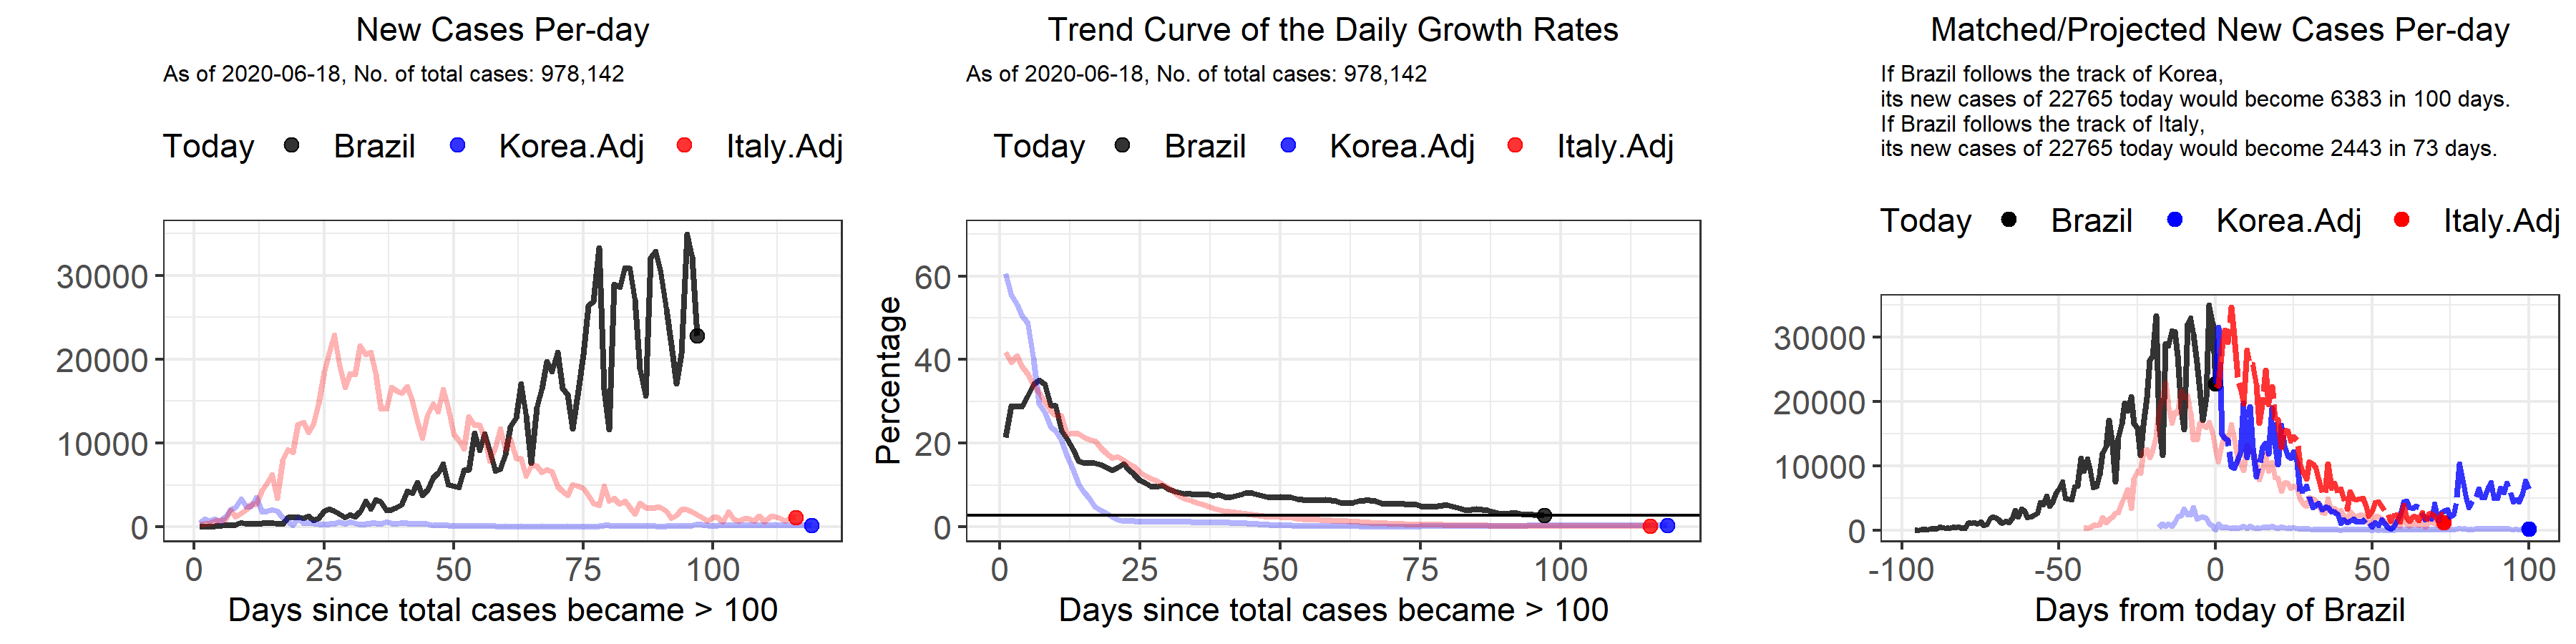 New Cases Per-day
As of 2020-06-18, No. of total cases: 978,142
Today Brazil Korea.Adj Italy.Adj
30000
20000
10000
0
0 25 50 75 100
Days since total cases became > 100
Trend Curve of the Daily Growth Rates
As of 2020-06-18, No. of total cases: 978,142
Today Brazil Korea.Adj Italy.Adj
Percentage
60
40
20
0
0 25 50 75 100
Days since total cases became > 100
Matched/Projected New Cases Per-day
If Brazil follows the track of Korea,
its new cases of 22765 today would become 6383 in 100 days.
If Brazil follows the track of Italy,
its new cases of 22765 today would become 2443 in 73 days.
Today Brazil Korea.Adj Italy.Adj
30000
20000
10000
0
-100 -50 0 50 100
Days from today of Brazil